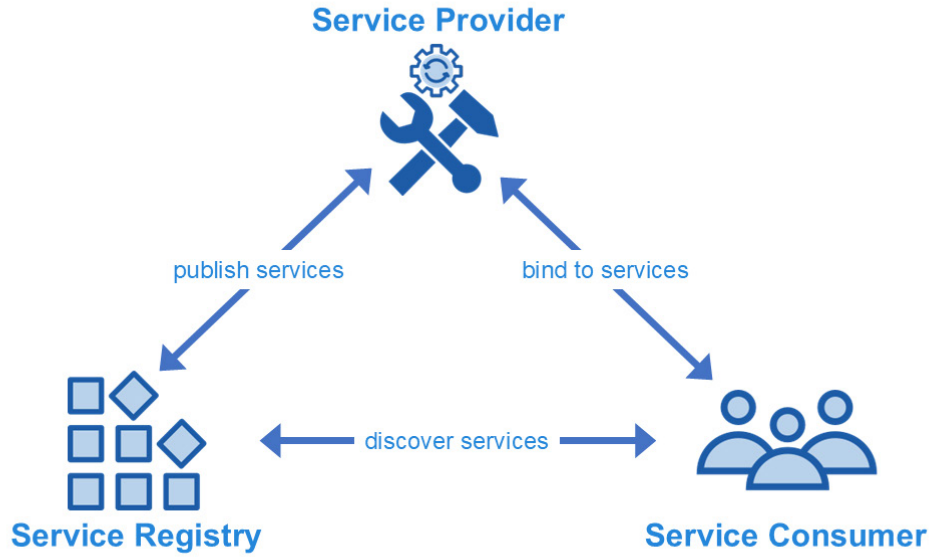 Service Provider
publish services
bind to services
discover services
Service Registry
Service Consumer